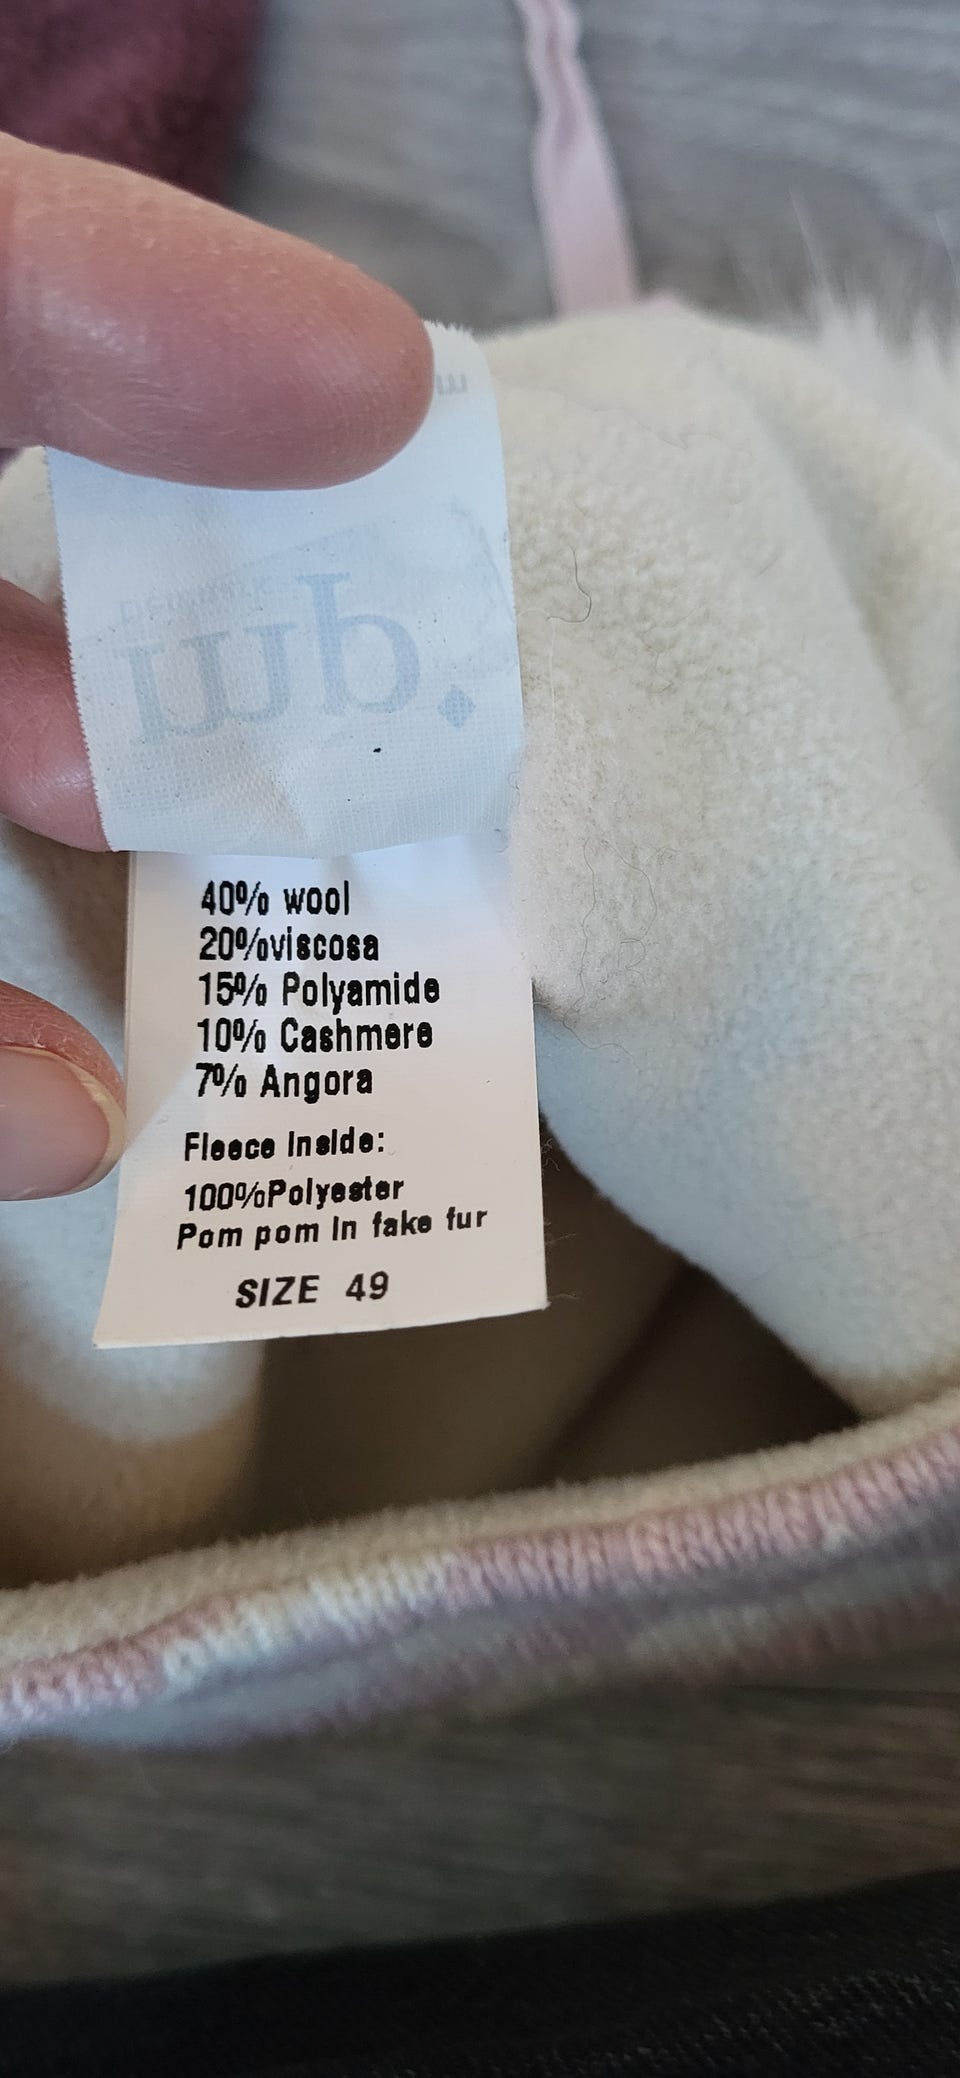 40% wool
20%viscosa
15% Polyamide
10% Cashmere
7% Angora
Fleece Inside:
100%Polyester
Pom pom In fake fur
SIZE 49